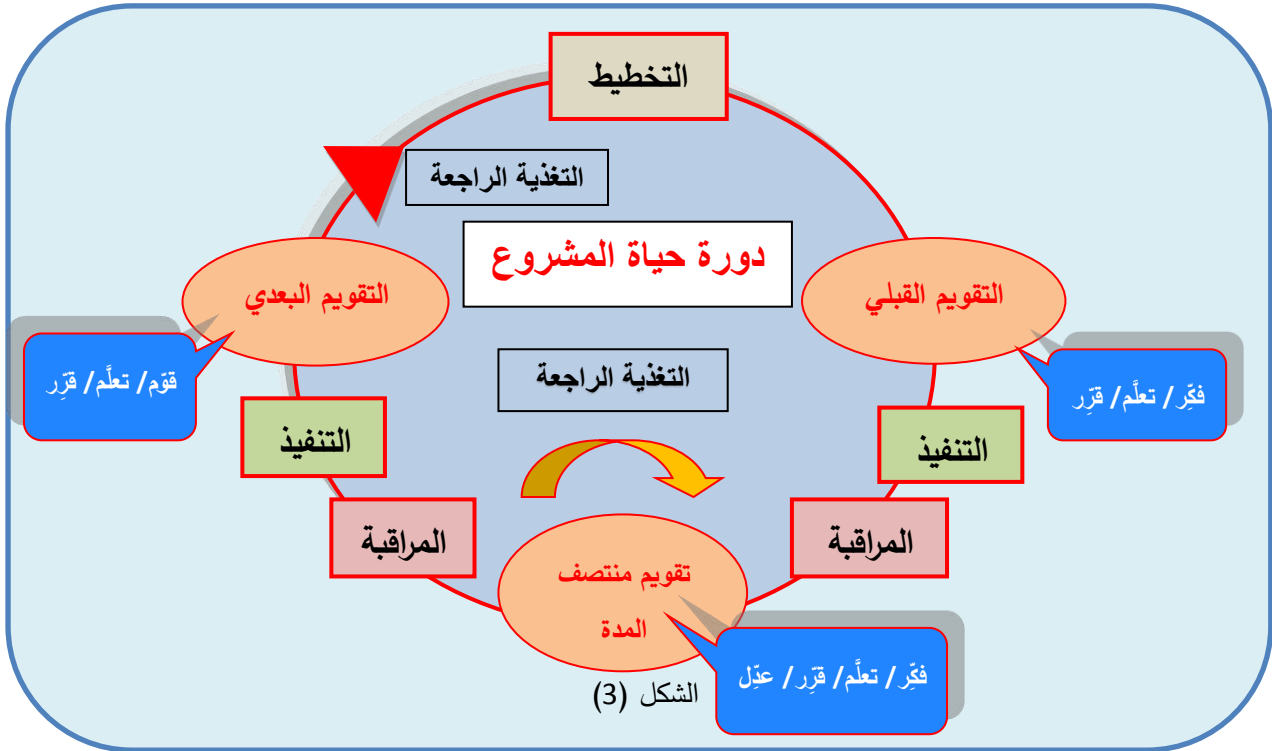 التخطيط
التغذية الراجعة
دورة حياة المشروع
التقويم القبلي
التقويم البعدي
التغذية الراجعة
فكِّر/ تعلَّم/ قرِّر
قوّم/ تعلَّم/ قرِّر
التنفيذ
التنفيذ
المراقبة
المراقبة
تقويم منتصف
المدة
فكِّر/ تعلَّم/ قرِّر/ عدِّل
الشكل (3)